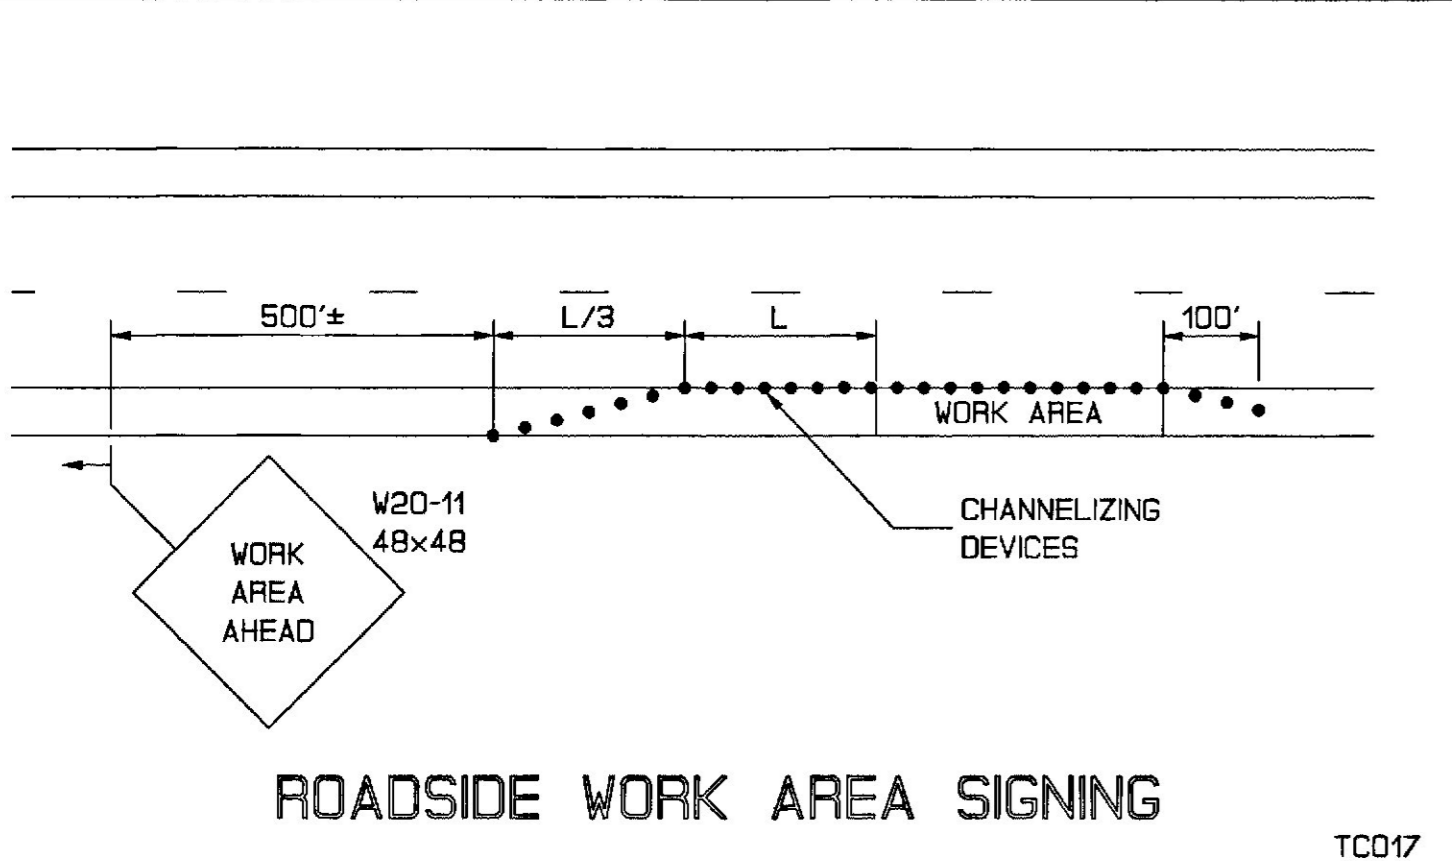 500'±
L/3
L
100'
WORK AREA
W20-11
48x48
WORK
AREA
AHEAD
CHANNELIZING
DEVICES
ROADSIDE WORK AREA SIGNING
TC017